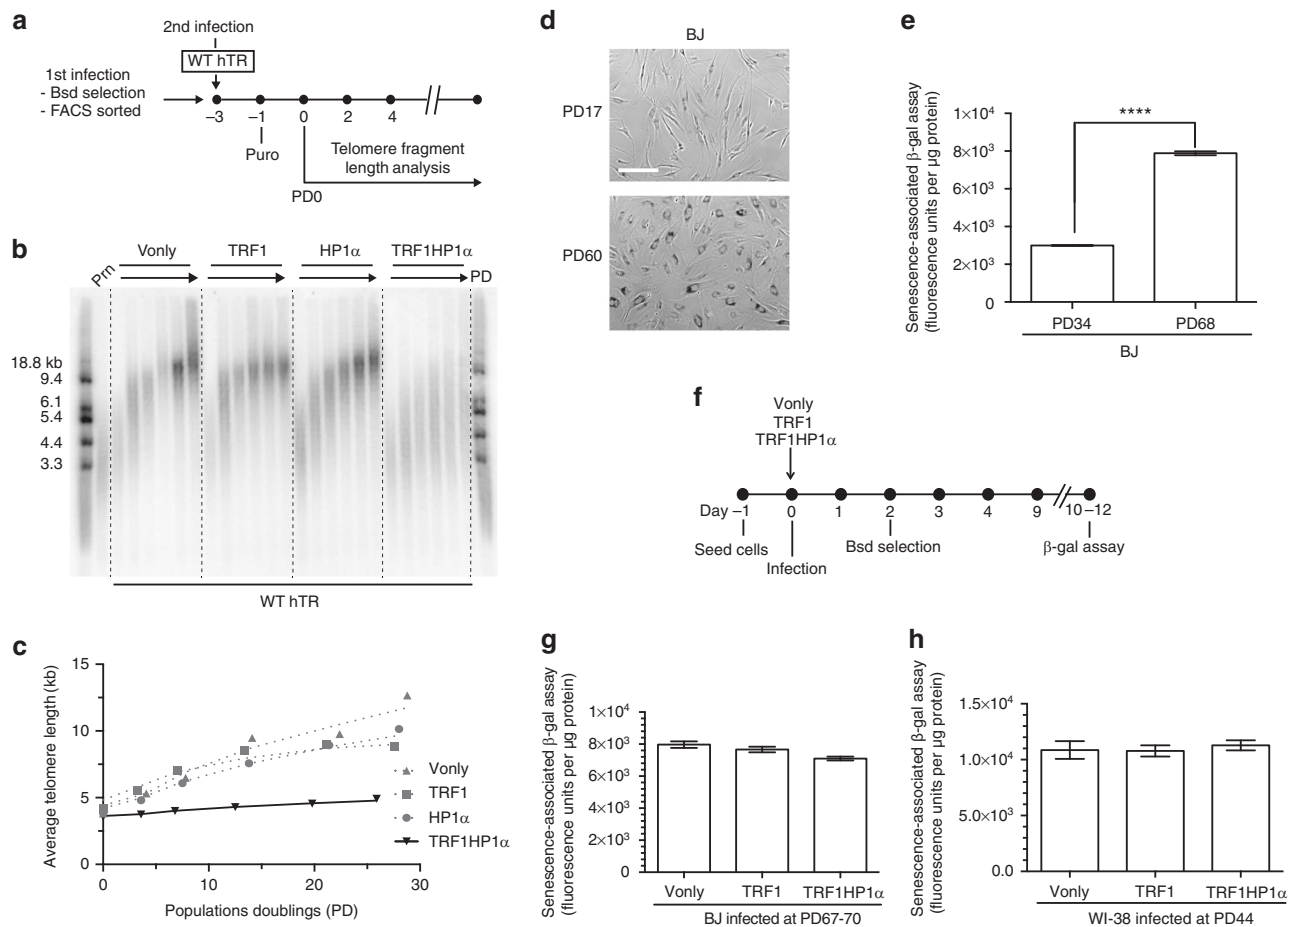 a
2nd infection
WT hTR
1st infection
- Bsd selection
- FACS sorted
–3 –1 0 2 4
Puro
Telomere fragment
length analysis
PD0
b
Prn Vonly TRF1 HP1α TRF1HP1α PD
18.8 kb
9.4
6.1
5.4
4.4
3.3
WT hTR
c
Average telomere length (kb)
15
10
5
0
0 10 20 30
Populations doublings (PD)
Vonly
TRF1
HP1α
TRF1HP1α
d
BJ
PD17
PD60
e
Senescence-associated β-gal assay
(fluorescence units per μg protein)
1×10⁴
8×10³
6×10³
4×10³
2×10³
0
****
PD34 PD68
BJ
f
Vonly
TRF1
TRF1HP1α
Day –1 0 1 2 3 4 9 10 –12
Seed cells
Infection
Bsd selection
β-gal assay
g
Senescence-associated β-gal assay
(fluorescence units per μg protein)
1×10⁴
8×10³
6×10³
4×10³
2×10³
0
Vonly TRF1 TRF1HP1α
BJ infected at PD67-70
h
Senescence-associated β-gal assay
(fluorescence units per μg protein)
1.5×10⁴
1.0×10⁴
5.0×10³
0.0
Vonly TRF1 TRF1HP1α
WI-38 infected at PD44